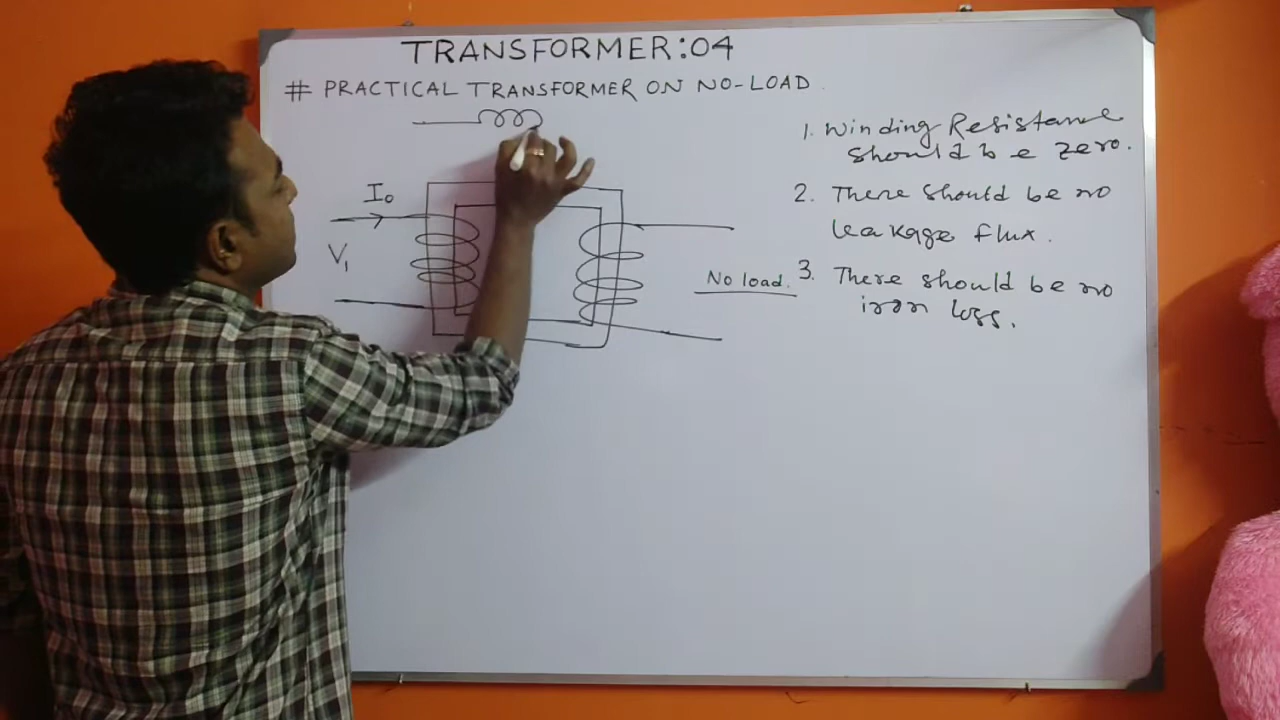 TRANSFORMER:04
# PRACTICAL TRANSFORMER ON NO-LOAD
1. Winding Resistance
should be zero.
2. There should be no
leakage flux.
3. There should be no
iron loss.
I₀
V₁
No load.